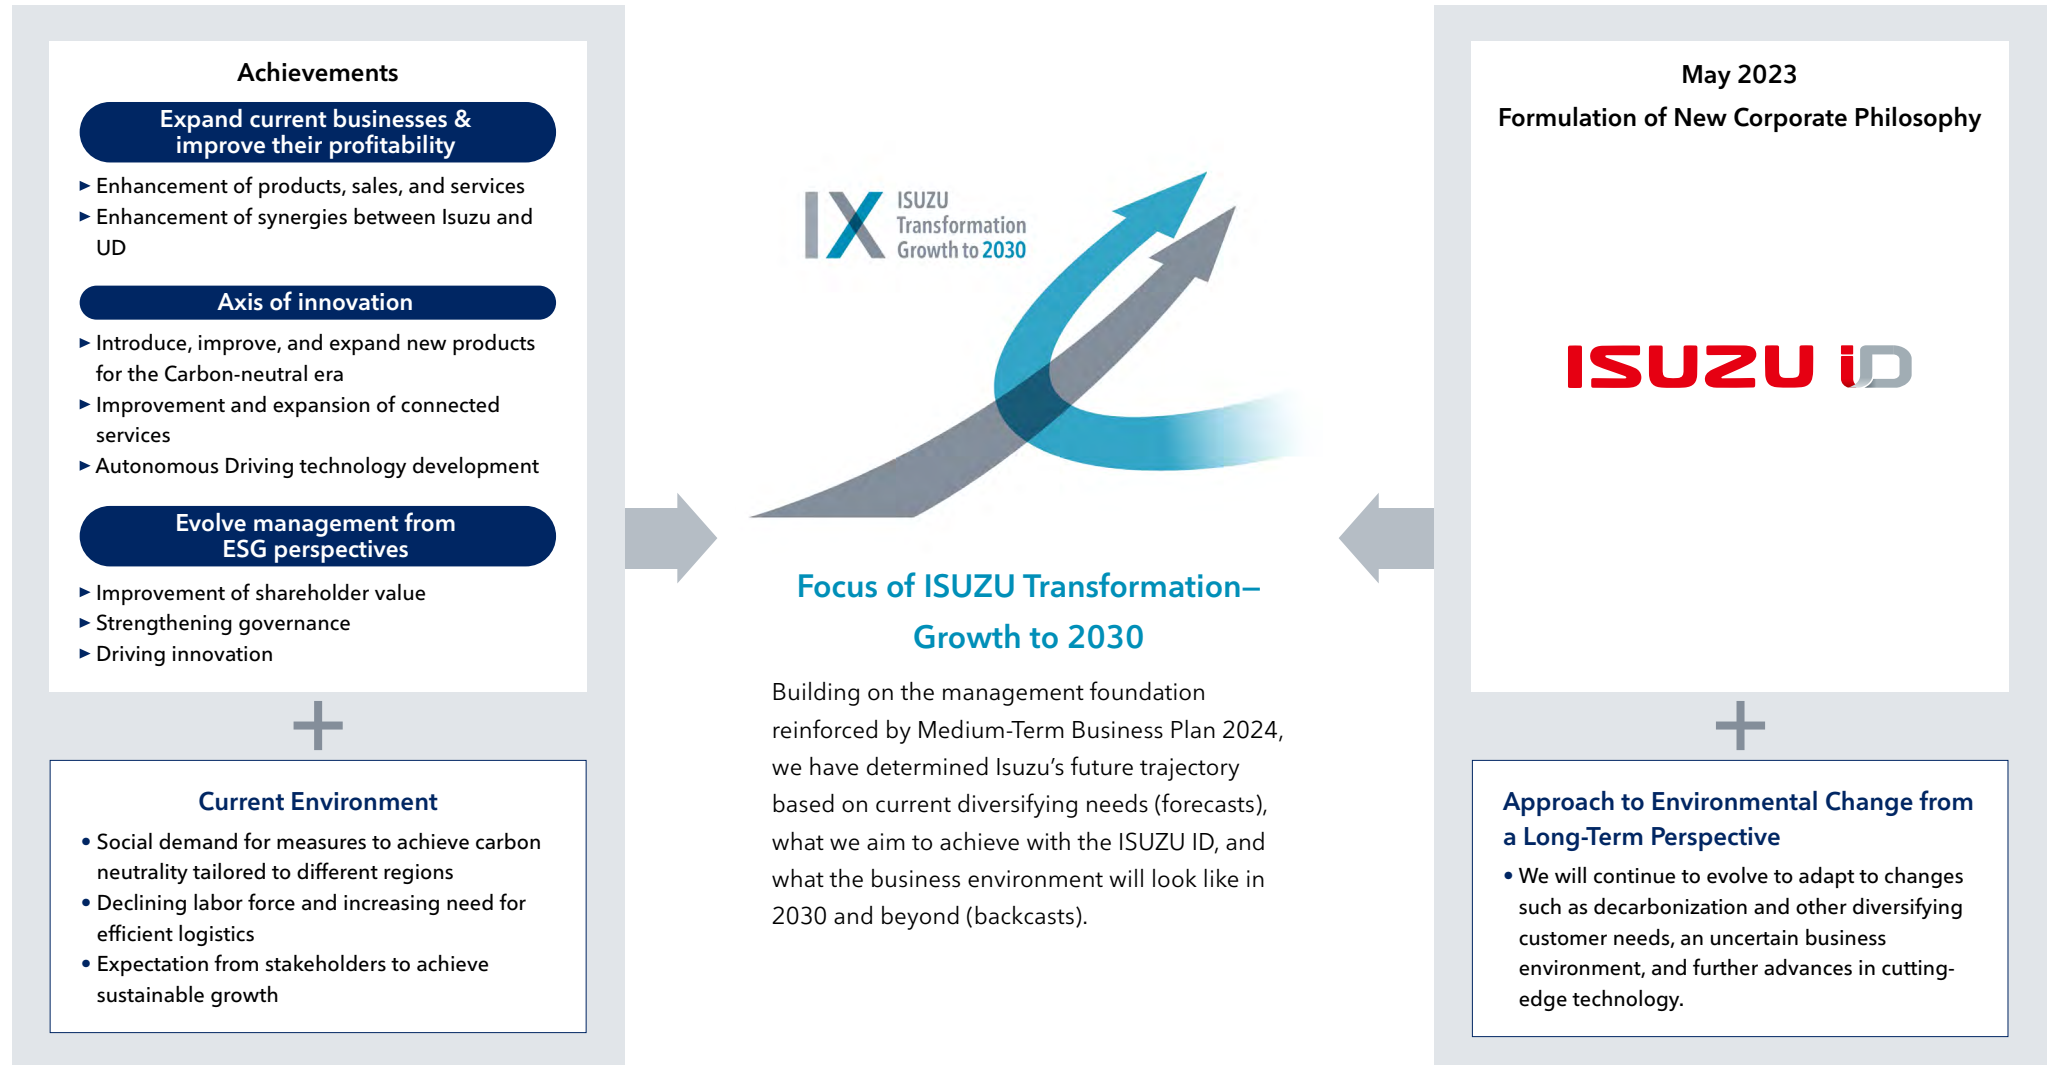 Achievements
Expand current businesses &
improve their profitability
► Enhancement of products, sales, and services
► Enhancement of synergies between Isuzu and
UD
Axis of innovation
► Introduce, improve, and expand new products
for the Carbon-neutral era
► Improvement and expansion of connected
services
► Autonomous Driving technology development
Evolve management from
ESG perspectives
► Improvement of shareholder value
► Strengthening governance
► Driving innovation
+
Current Environment
• Social demand for measures to achieve carbon
neutrality tailored to different regions
• Declining labor force and increasing need for
efficient logistics
• Expectation from stakeholders to achieve
sustainable growth
IX
ISUZU
Transformation
Growth to 2030
Focus of ISUZU Transformation–
Growth to 2030
Building on the management foundation
reinforced by Medium-Term Business Plan 2024,
we have determined Isuzu’s future trajectory
based on current diversifying needs (forecasts),
what we aim to achieve with the ISUZU ID, and
what the business environment will look like in
2030 and beyond (backcasts).
May 2023
Formulation of New Corporate Philosophy
ISUZU iD
+
Approach to Environmental Change from
a Long-Term Perspective
• We will continue to evolve to adapt to changes
such as decarbonization and other diversifying
customer needs, an uncertain business
environment, and further advances in cutting-
edge technology.